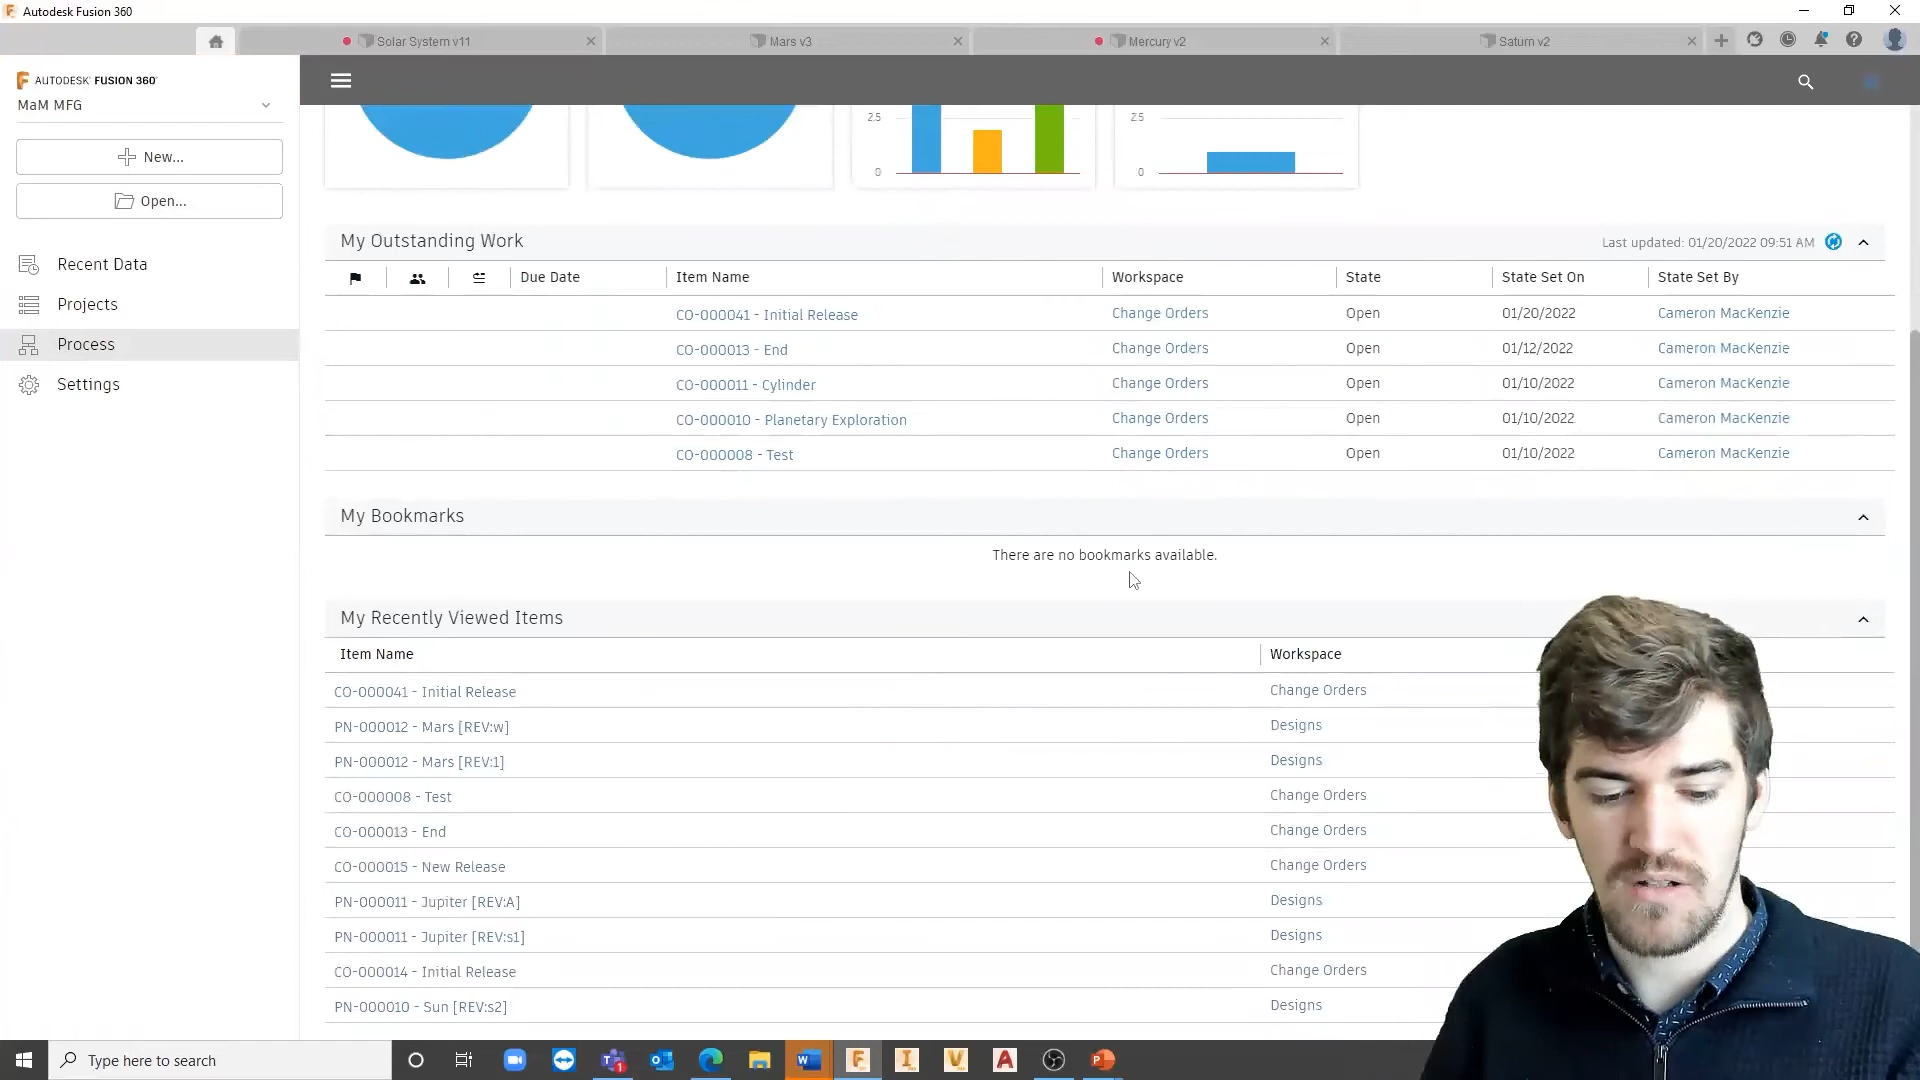 Autodesk Fusion 360
Solar System v11
Mars v3
Mercury v2
Saturn v2
AUTODESK FUSION 360
MaM MFG
New...
Open...
Recent Data
Projects
Process
Settings
2.5
0
2.5
0
My Outstanding Work
Last updated: 01/20/2022 09:51 AM
Due Date Item Name Workspace State State Set On State Set By
CO-000041 - Initial Release Change Orders Open 01/20/2022 Cameron MacKenzie
CO-000013 - End Change Orders Open 01/12/2022 Cameron MacKenzie
CO-000011 - Cylinder Change Orders Open 01/10/2022 Cameron MacKenzie
CO-000010 - Planetary Exploration Change Orders Open 01/10/2022 Cameron MacKenzie
CO-000008 - Test Change Orders Open 01/10/2022 Cameron MacKenzie
My Bookmarks
There are no bookmarks available.
My Recently Viewed Items
Item Name Workspace
CO-000041 - Initial Release Change Orders
PN-000012 - Mars [REV:w] Designs
PN-000012 - Mars [REV:1] Designs
CO-000008 - Test Change Orders
CO-000013 - End Change Orders
CO-000015 - New Release Change Orders
PN-000011 - Jupiter [REV:A] Designs
PN-000011 - Jupiter [REV:s1] Designs
CO-000014 - Initial Release Change Orders
PN-000010 - Sun [REV:s2] Designs
Type here to search